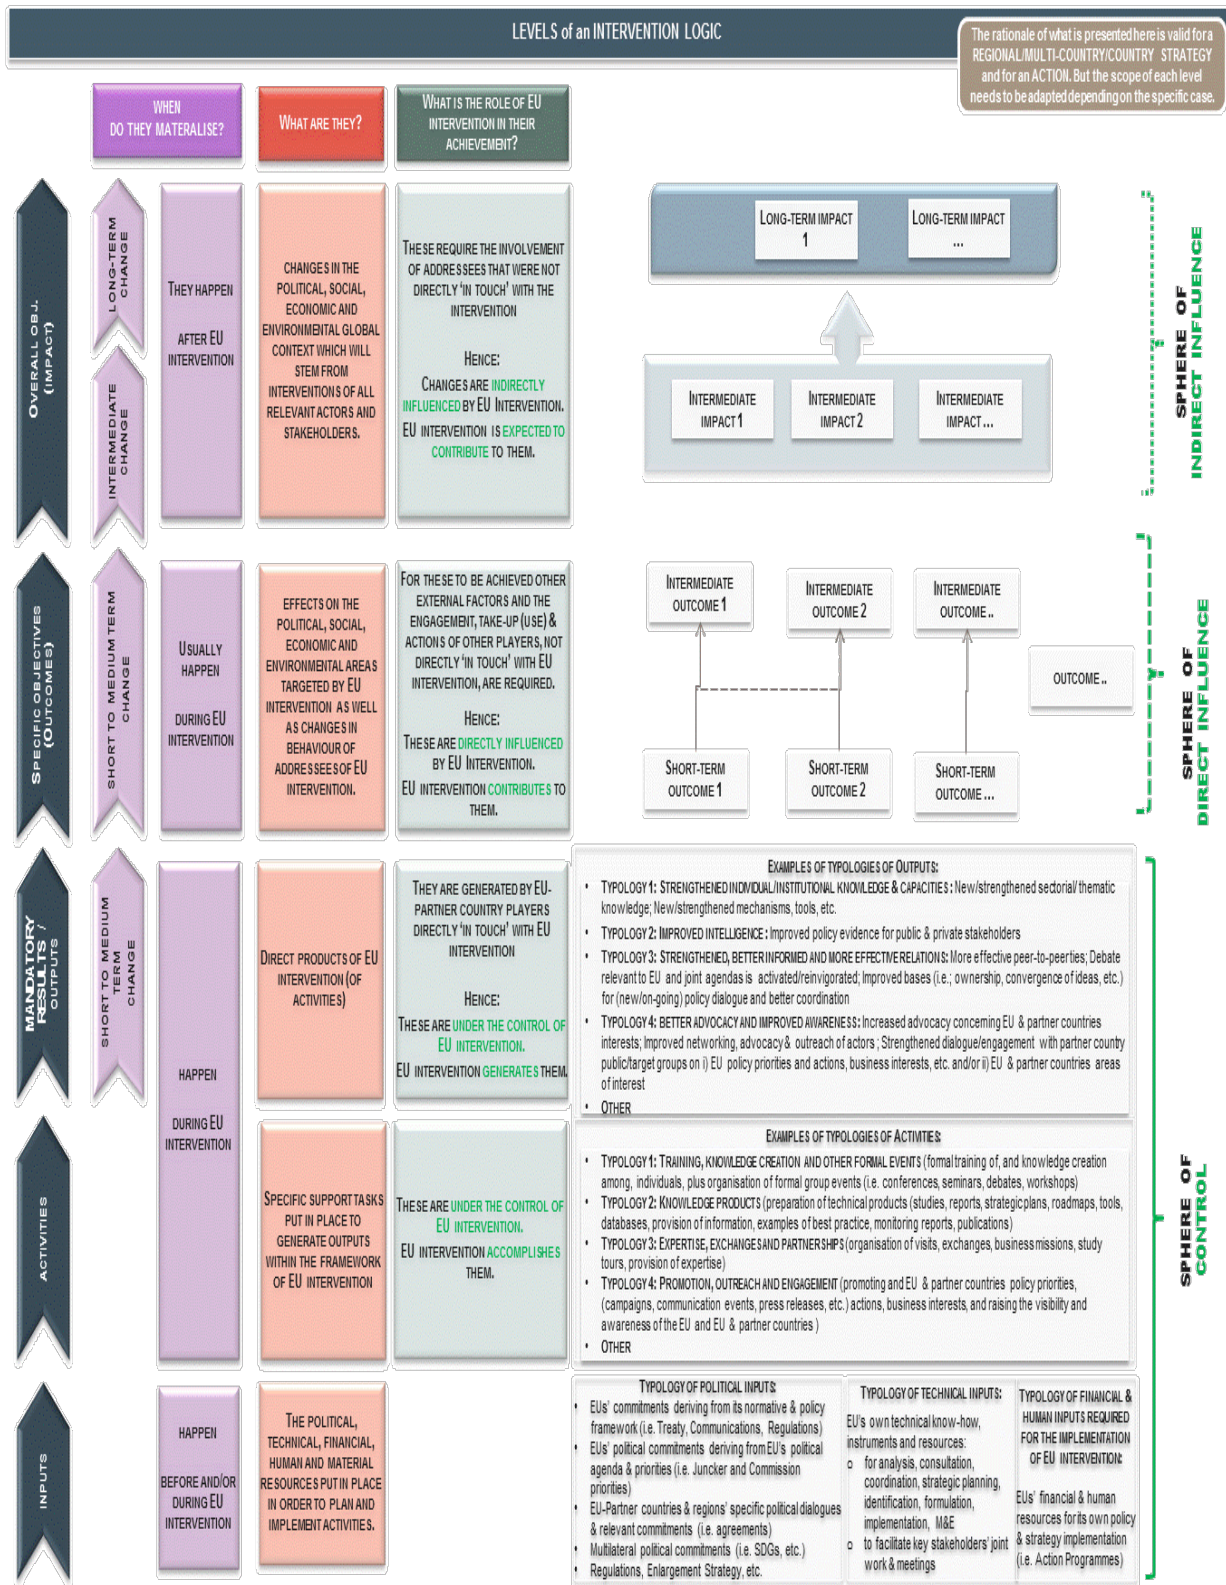 LEVELS of an INTERVENTION LOGIC
The rationale of what is presented here is valid for a
REGIONAL/MULTI-COUNTRY/COUNTRY STRATEGY
and for an ACTION. But the scope of each level
needs to be adapted depending on the specific case.
WHEN
DO THEY MATERIALISE?
WHAT ARE THEY?
WHAT IS THE ROLE OF EU
INTERVENTION IN THEIR
ACHIEVEMENT?
OVERALL OBJ.
(IMPACT)
LONG-TERM
CHANGE
INTERMEDIATE
CHANGE
THEY HAPPEN
AFTER EU
INTERVENTION
CHANGES IN THE
POLITICAL, SOCIAL,
ECONOMIC AND
ENVIRONMENTAL GLOBAL
CONTEXT WHICH WILL
STEM FROM
INTERVENTIONS OF ALL
RELEVANT ACTORS AND
STAKEHOLDERS.
THESE REQUIRE THE INVOLVEMENT
OF ADDRESEES THAT WERE NOT
DIRECTLY 'IN TOUCH' WITH THE
INTERVENTION
HENCE:
CHANGES ARE INDIRECTLY
INFLUENCED BY EU INTERVENTION.
EU INTERVENTION IS EXPECTED TO
CONTRIBUTE TO THEM.
LONG-TERM IMPACT
1
LONG-TERM IMPACT
...
INTERMEDIATE
IMPACT 1
INTERMEDIATE
IMPACT 2
INTERMEDIATE
IMPACT...
SPHERE OF
INDIRECT INFLUENCE
SPECIFIC OBJECTIVES
(OUTCOMES)
SHORT TO MEDIUM TERM
CHANGE
USUALLY
HAPPEN
DURING EU
INTERVENTION
EFFECTS ON THE
POLITICAL, SOCIAL,
ECONOMIC AND
ENVIRONMENTAL AREAS
TARGETED BY EU
INTERVENTION AS WELL
AS CHANGES IN
BEHAVIOUR OF
ADDRESEES OF EU
INTERVENTION.
FOR THESE TO BE ACHIEVED OTHER
EXTERNAL FACTORS AND THE
ENGAGEMENT, TAKE-UP (USE) &
ACTIONS OF OTHER PLAYERS, NOT
DIRECTLY 'IN TOUCH' WITH EU
INTERVENTION, ARE REQUIRED.
HENCE:
THESE ARE DIRECTLY INFLUENCED
BY EU INTERVENTION.
EU INTERVENTION CONTRIBUTES TO
THEM.
INTERMEDIATE
OUTCOME 1
INTERMEDIATE
OUTCOME 2
INTERMEDIATE
OUTCOME ..
OUTCOME ..
SHORT-TERM
OUTCOME 1
SHORT-TERM
OUTCOME 2
SHORT-TERM
OUTCOME ...
SPHERE OF
DIRECT INFLUENCE
MANDATORY
RESULTS /
OUTPUTS
SHORT TO MEDIUM
TERM
CHANGE
HAPPEN
DURING EU
INTERVENTION
DIRECT PRODUCTS OF EU
INTERVENTION (OF
ACTIVITIES)
THEY ARE GENERATED BY EU-
PARTNER COUNTRY PLAYERS
DIRECTLY 'IN TOUCH' WITH EU
INTERVENTION
HENCE:
THESE ARE UNDER THE CONTROL OF
EU INTERVENTION.
EU INTERVENTION GENERATES THEM.
EXAMPLES OF TYPOLOGIES OF OUTPUTS:
• TYPOLOGY 1: STRENGTHENED INDIVIDUAL/INSTITUTIONAL KNOWLEDGE & CAPACITIES: New/strengthened sectorial/ thematic
knowledge; New/strengthened mechanisms, tools, etc.
• TYPOLOGY 2: IMPROVED INTELLIGENCE: Improved policy evidence for public & private stakeholders
• TYPOLOGY 3: STRENGTHENED, BETTER INFORMED AND MORE EFFECTIVE RELATIONS: More effective peer-to-peerties; Debate
relevant to EU and joint agendas is activated/reinvigorated; Improved bases (i.e.; ownership, convergence of ideas, etc.)
for (new/on-going) policy dialogue and better coordination
• TYPOLOGY 4: BETTER ADVOCACY AND IMPROVED AWARENESS: Increased advocacy concerning EU & partner countries
interests; Improved networking, advocacy & outreach of actors ; Strengthened dialogue/engagement with partner country
public/target groups on i) EU policy priorities and actions, business interests, etc. and/or ii) EU & partner countries areas
of interest
• OTHER
ACTIVITIES
SPECIFIC SUPPORT TASKS
PUT IN PLACE TO
GENERATE OUTPUTS
WITHIN THE FRAMEWORK
OF EU INTERVENTION
THESE ARE UNDER THE CONTROL OF
EU INTERVENTION.
EU INTERVENTION ACCOMPLISHES
THEM.
EXAMPLES OF TYPOLOGIES OF ACTIVITIES:
• TYPOLOGY 1: TRAINING, KNOWLEDGE CREATION AND OTHER FORMAL EVENTS (formal training of, and knowledge creation
among, individuals, plus organisation of formal group events (i.e. conferences, seminars, debates, workshops)
• TYPOLOGY 2: KNOWLEDGE PRODUCTS (preparation of technical products (studies, reports, strategic plans, roadmaps, tools,
databases, provision of information, examples of best practice, monitoring reports, publications)
• TYPOLOGY 3: EXPERTISE, EXCHANGES AND PARTNERSHIPS (organisation of visits, exchanges, business missions, study
tours, provision of expertise)
• TYPOLOGY 4: PROMOTION, OUTREACH AND ENGAGEMENT (promoting and EU & partner countries policy priorities,
(campaigns, communication events, press releases, etc.) actions, business interests, and raising the visibility and
awareness of the EU and EU & partner countries )
• OTHER
SPHERE OF
CONTROL
INPUTS
HAPPEN
BEFORE AND/OR
DURING EU
INTERVENTION
THE POLITICAL,
TECHNICAL, FINANCIAL,
HUMAN AND MATERIAL
RESOURCES PUT IN PLACE
IN ORDER TO PLAN AND
IMPLEMENT ACTIVITIES.
TYPOLOGY OF POLITICAL INPUTS:
• EUs' commitments deriving from its normative & policy
framework (i.e. Treaty, Communications, Regulations)
• EUs' political commitments deriving from EU's political
agenda & priorities (i.e. Juncker and Commission
priorities)
• EU-Partner countries & regions' specific political dialogues
& relevant commitments (i.e. agreements)
• Multilateral political commitments (i.e. SDGs, etc.)
• Regulations, Enlargement Strategy, etc.
TYPOLOGY OF TECHNICAL INPUTS:
EU's own technical know-how,
instruments and resources:
o for analysis, consultation,
coordination, strategic planning,
identification, formulation,
implementation, M&E
o to facilitate key stakeholders' joint
work & meetings
TYPOLOGY OF FINANCIAL &
HUMAN INPUTS REQUIRED
FOR THE IMPLEMENTATION
OF EU INTERVENTION:
EUs' financial & human
resources for its own policy
& strategy implementation
(i.e. Action Programmes)